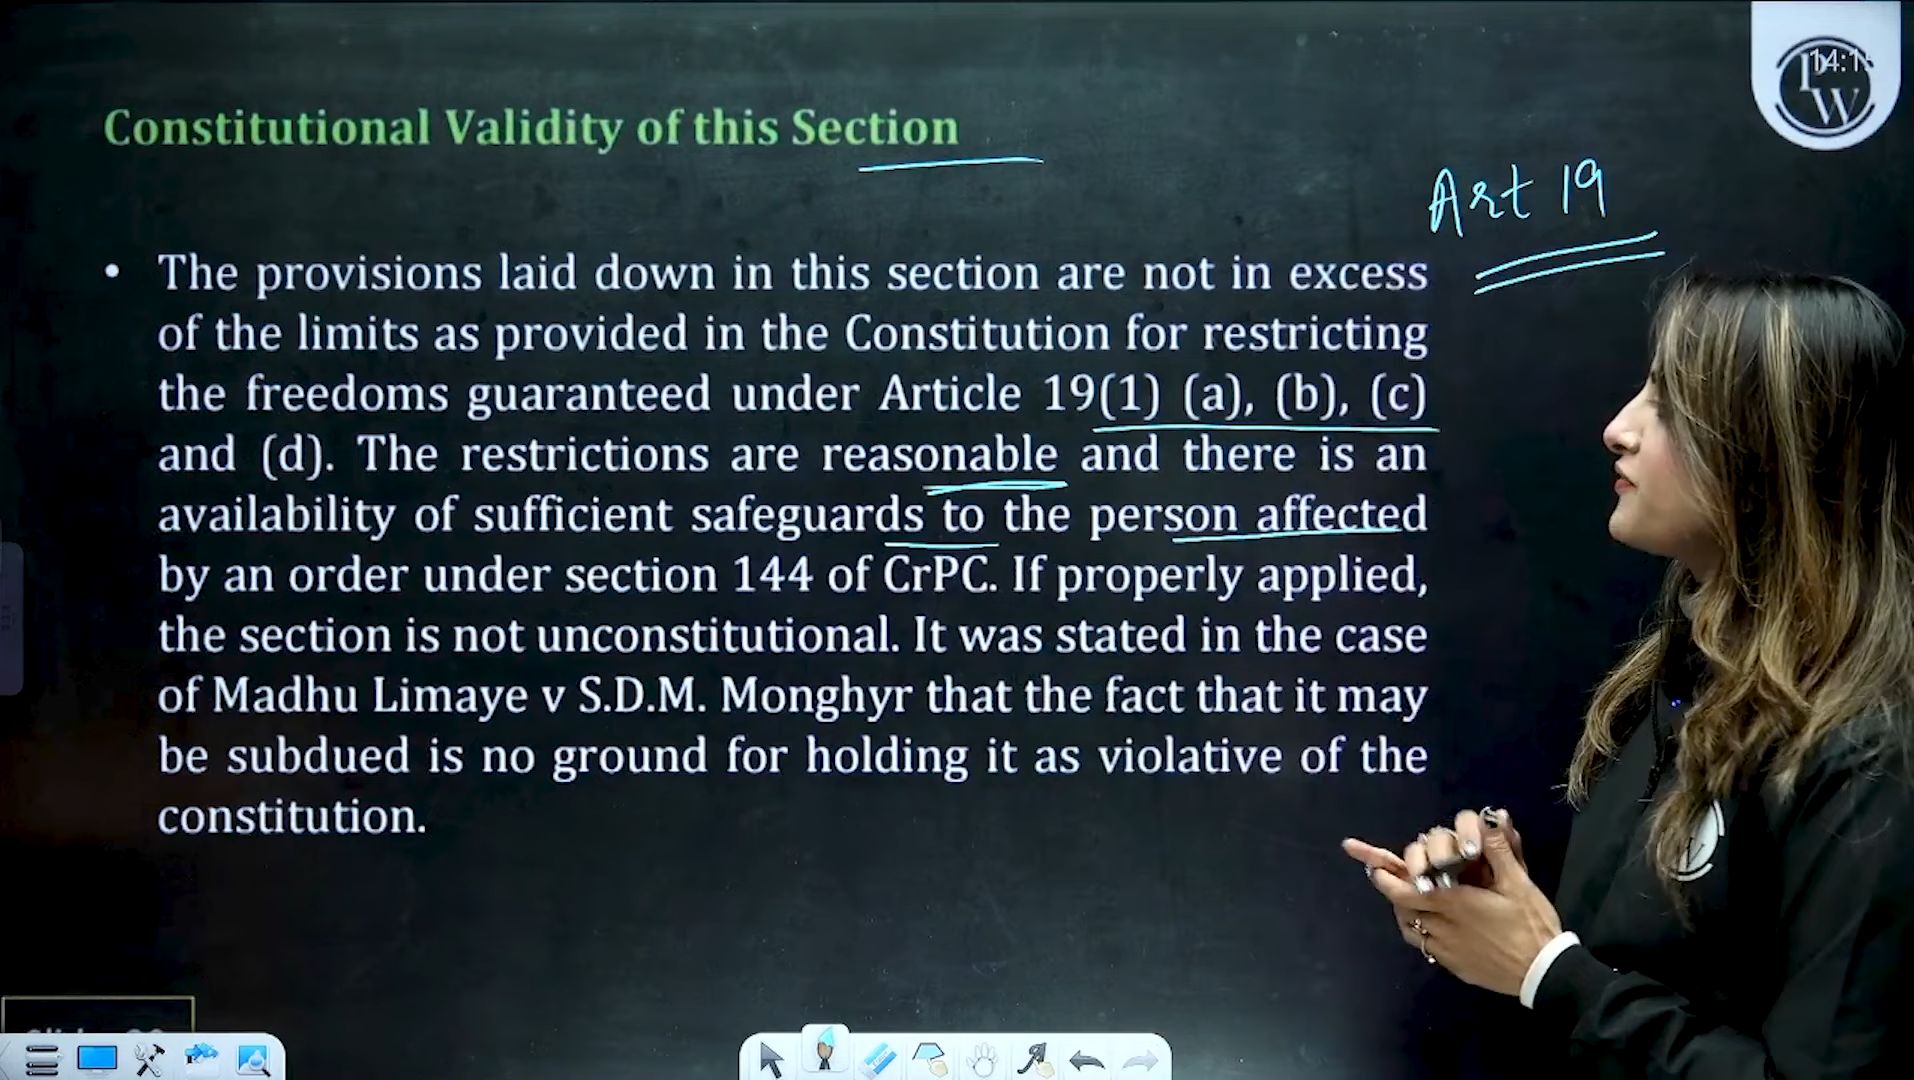 14:1
PW
Constitutional Validity of this Section
Art 19
• The provisions laid down in this section are not in excess
of the limits as provided in the Constitution for restricting
the freedoms guaranteed under Article 19(1) (a), (b), (c)
and (d). The restrictions are reasonable and there is an
availability of sufficient safeguards to the person affected
by an order under section 144 of CrPC. If properly applied,
the section is not unconstitutional. It was stated in the case
of Madhu Limaye v S.D.M. Monghyr that the fact that it may
be subdued is no ground for holding it as violative of the
constitution.